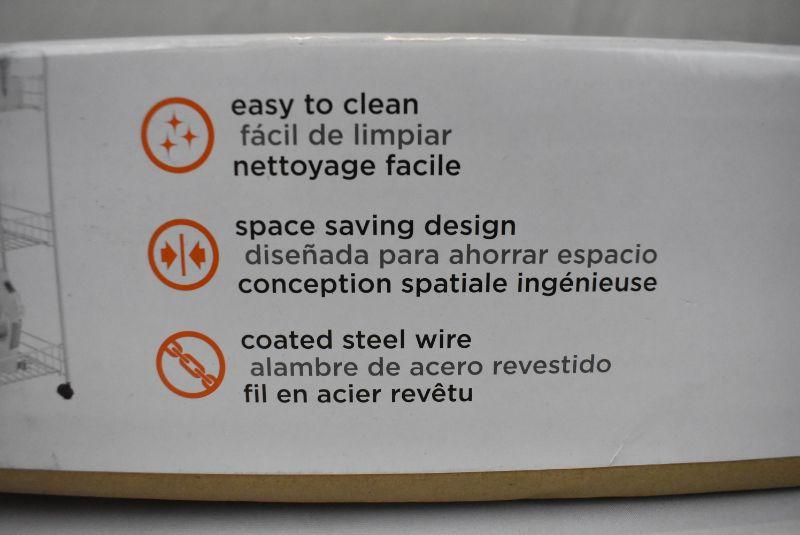 easy to clean
fácil de limpiar
nettoyage facile
space saving design
diseñada para ahorrar espacio
conception spatiale ingénieuse
coated steel wire
alambre de acero revestido
fil en acier revêtu